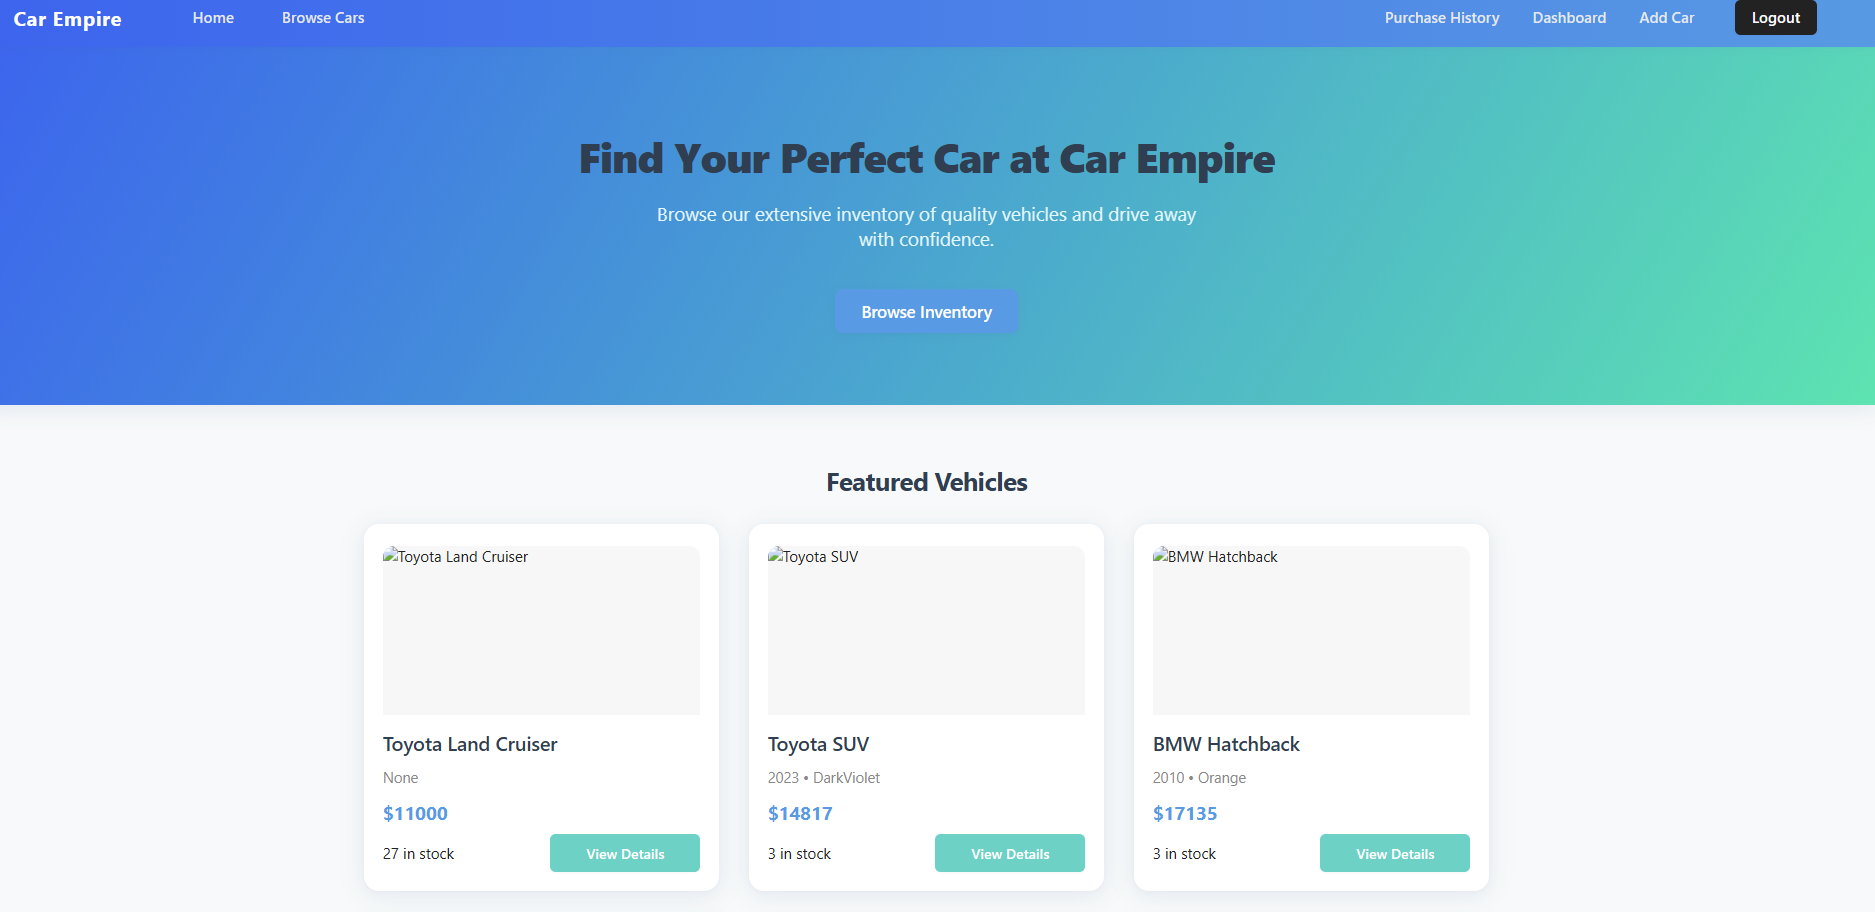 Car Empire
Home
Browse Cars
Purchase History
Dashboard
Add Car
Logout
Find Your Perfect Car at Car Empire
Browse our extensive inventory of quality vehicles and drive away
with confidence.
Browse Inventory
Featured Vehicles
Toyota Land Cruiser
Toyota Land Cruiser
None
$11000
27 in stock
View Details
Toyota SUV
Toyota SUV
2023 • DarkViolet
$14817
3 in stock
View Details
BMW Hatchback
BMW Hatchback
2010 • Orange
$17135
3 in stock
View Details